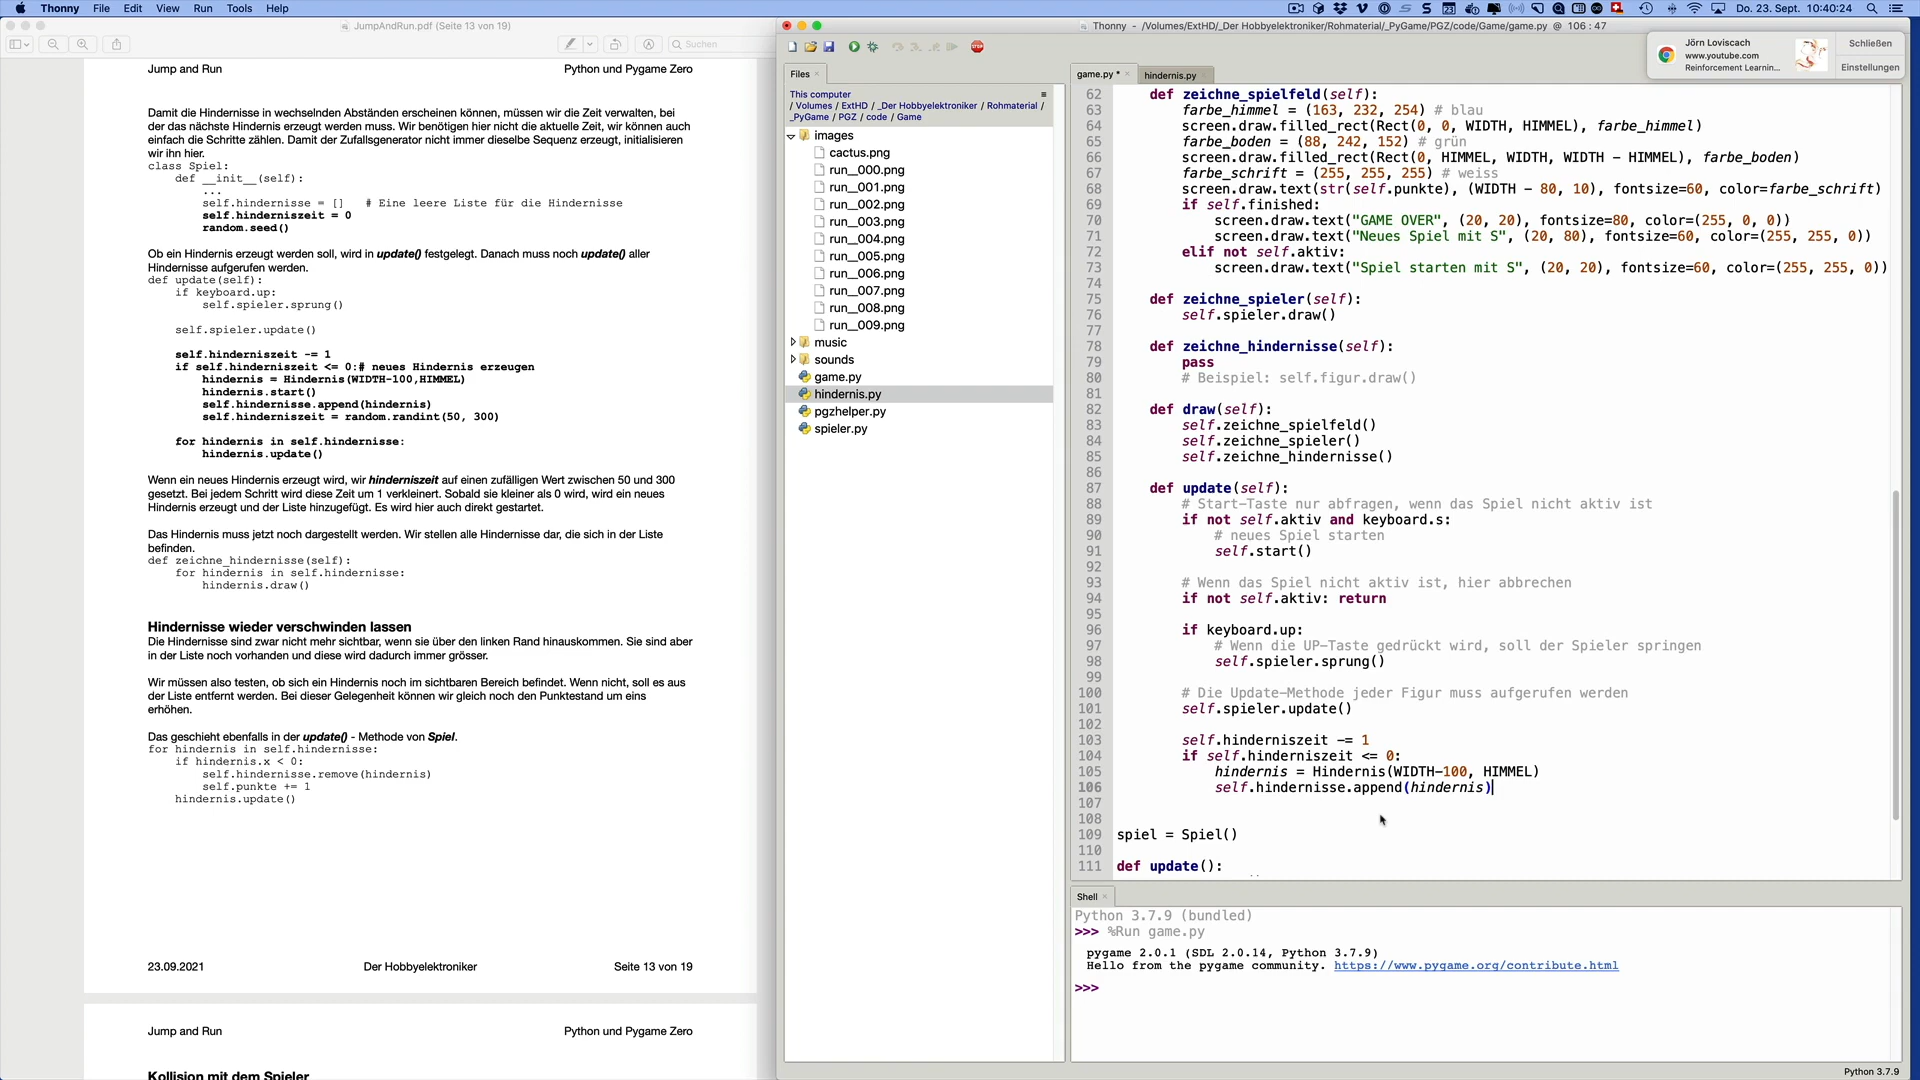 Thonny File Edit View Run Tools Help
Do. 23. Sept. 10:40:24
JumpAndRun.pdf (Seite 13 von 19)
Suchen
Jump and Run Python und Pygame Zero
Damit die Hindernisse in wechselnden Abständen erscheinen können, müssen wir die Zeit verwalten, bei
der das nächste Hindernis erzeugt werden muss. Wir benötigen hier nicht die aktuelle Zeit, wir können auch
einfach die Schritte zählen. Damit der Zufallsgenerator nicht immer dieselbe Sequenz erzeugt, initialisieren
wir ihn hier.
class Spiel:
def __init__(self):
...
self.hindernisse = [] # Eine leere Liste für die Hindernisse
self.hinderniszeit = 0
random.seed()
Ob ein Hindernis erzeugt werden soll, wird in update() festgelegt. Danach muss noch update() aller
Hindernisse aufgerufen werden.
def update(self):
if keyboard.up:
self.spieler.sprung()
self.spieler.update()
self.hinderniszeit -= 1
if self.hinderniszeit <= 0:# neues Hindernis erzeugen
hindernis = Hindernis(WIDTH-100,HIMMEL)
hindernis.start()
self.hindernisse.append(hindernis)
self.hinderniszeit = random.randint(50, 300)
for hindernis in self.hindernisse:
hindernis.update()
Wenn ein neues Hindernis erzeugt wird, wir hinderniszeit auf einen zufälligen Wert zwischen 50 und 300
gesetzt. Bei jedem Schritt wird diese Zeit um 1 verkleinert. Sobald sie kleiner als 0 wird, wird ein neues
Hindernis erzeugt und der Liste hinzugefügt. Es wird hier auch direkt gestartet.
Das Hindernis muss jetzt noch dargestellt werden. Wir stellen alle Hindernisse dar, die sich in der Liste
befinden.
def zeichne_hindernisse(self):
for hindernis in self.hindernisse:
hindernis.draw()
Hindernisse wieder verschwinden lassen
Die Hindernisse sind zwar nicht mehr sichtbar, wenn sie über den linken Rand hinauskommen. Sie sind aber
in der Liste noch vorhanden und diese wird dadurch immer grösser.
Wir müssen also testen, ob sich ein Hindernis noch im sichtbaren Bereich befindet. Wenn nicht, soll es aus
der Liste entfernt werden. Bei dieser Gelegenheit können wir gleich noch den Punktestand um eins
erhöhen.
Das geschieht ebenfalls in der update() - Methode von Spiel.
for hindernis in self.hindernisse:
if hindernis.x < 0:
self.hindernisse.remove(hindernis)
self.punkte += 1
hindernis.update()
23.09.2021 Der Hobbyelektroniker Seite 13 von 19
Jump and Run Python und Pygame Zero
Kollision mit dem Spieler
Thonny - /Volumes/ExtHD/_Der Hobbyelektroniker/Rohmaterial/_PyGame/PGZ/code/Game/game.py @ 106 : 47
Jörn Loviscach
www.youtube.com
Reinforcement Learnin...
Schließen
Einstellungen
Files
This computer
/ Volumes / ExtHD / _Der Hobbyelektroniker / Rohmaterial /
_PyGame / PGZ / code / Game
images
cactus.png
run__000.png
run__001.png
run__002.png
run__003.png
run__004.png
run__005.png
run__006.png
run__007.png
run__008.png
run__009.png
music
sounds
game.py
hindernis.py
pgzhelper.py
spieler.py
game.py * hindernis.py
62 def zeichne_spielfeld(self):
63 farbe_himmel = (163, 232, 254) # blau
64 screen.draw.filled_rect(Rect(0, 0, WIDTH, HIMMEL), farbe_himmel)
65 farbe_boden = (88, 242, 152) # grün
66 screen.draw.filled_rect(Rect(0, HIMMEL, WIDTH, WIDTH - HIMMEL), farbe_boden)
67 farbe_schrift = (255, 255, 255) # weiss
68 screen.draw.text(str(self.punkte), (WIDTH - 80, 10), fontsize=60, color=farbe_schrift)
69 if self.finished:
70 screen.draw.text("GAME OVER", (20, 20), fontsize=80, color=(255, 0, 0))
71 screen.draw.text("Neues Spiel mit S", (20, 80), fontsize=60, color=(255, 255, 0))
72 elif not self.aktiv:
73 screen.draw.text("Spiel starten mit S", (20, 20), fontsize=60, color=(255, 255, 0))
74
75 def zeichne_spieler(self):
76 self.spieler.draw()
77
78 def zeichne_hindernisse(self):
79 pass
80 # Beispiel: self.figur.draw()
81
82 def draw(self):
83 self.zeichne_spielfeld()
84 self.zeichne_spieler()
85 self.zeichne_hindernisse()
86
87 def update(self):
88 # Start-Taste nur abfragen, wenn das Spiel nicht aktiv ist
89 if not self.aktiv and keyboard.s:
90 # neues Spiel starten
91 self.start()
92
93 # Wenn das Spiel nicht aktiv ist, hier abbrechen
94 if not self.aktiv: return
95
96 if keyboard.up:
97 # Wenn die UP-Taste gedrückt wird, soll der Spieler springen
98 self.spieler.sprung()
99
100 # Die Update-Methode jeder Figur muss aufgerufen werden
101 self.spieler.update()
102
103 self.hinderniszeit -= 1
104 if self.hinderniszeit <= 0:
105 hindernis = Hindernis(WIDTH-100, HIMMEL)
106 self.hindernisse.append(hindernis)
107
108
109 spiel = Spiel()
110
111 def update():
Shell
Python 3.7.9 (bundled)
>>> %Run game.py
pygame 2.0.1 (SDL 2.0.14, Python 3.7.9)
Hello from the pygame community. https://www.pygame.org/contribute.html
>>>
Python 3.7.9